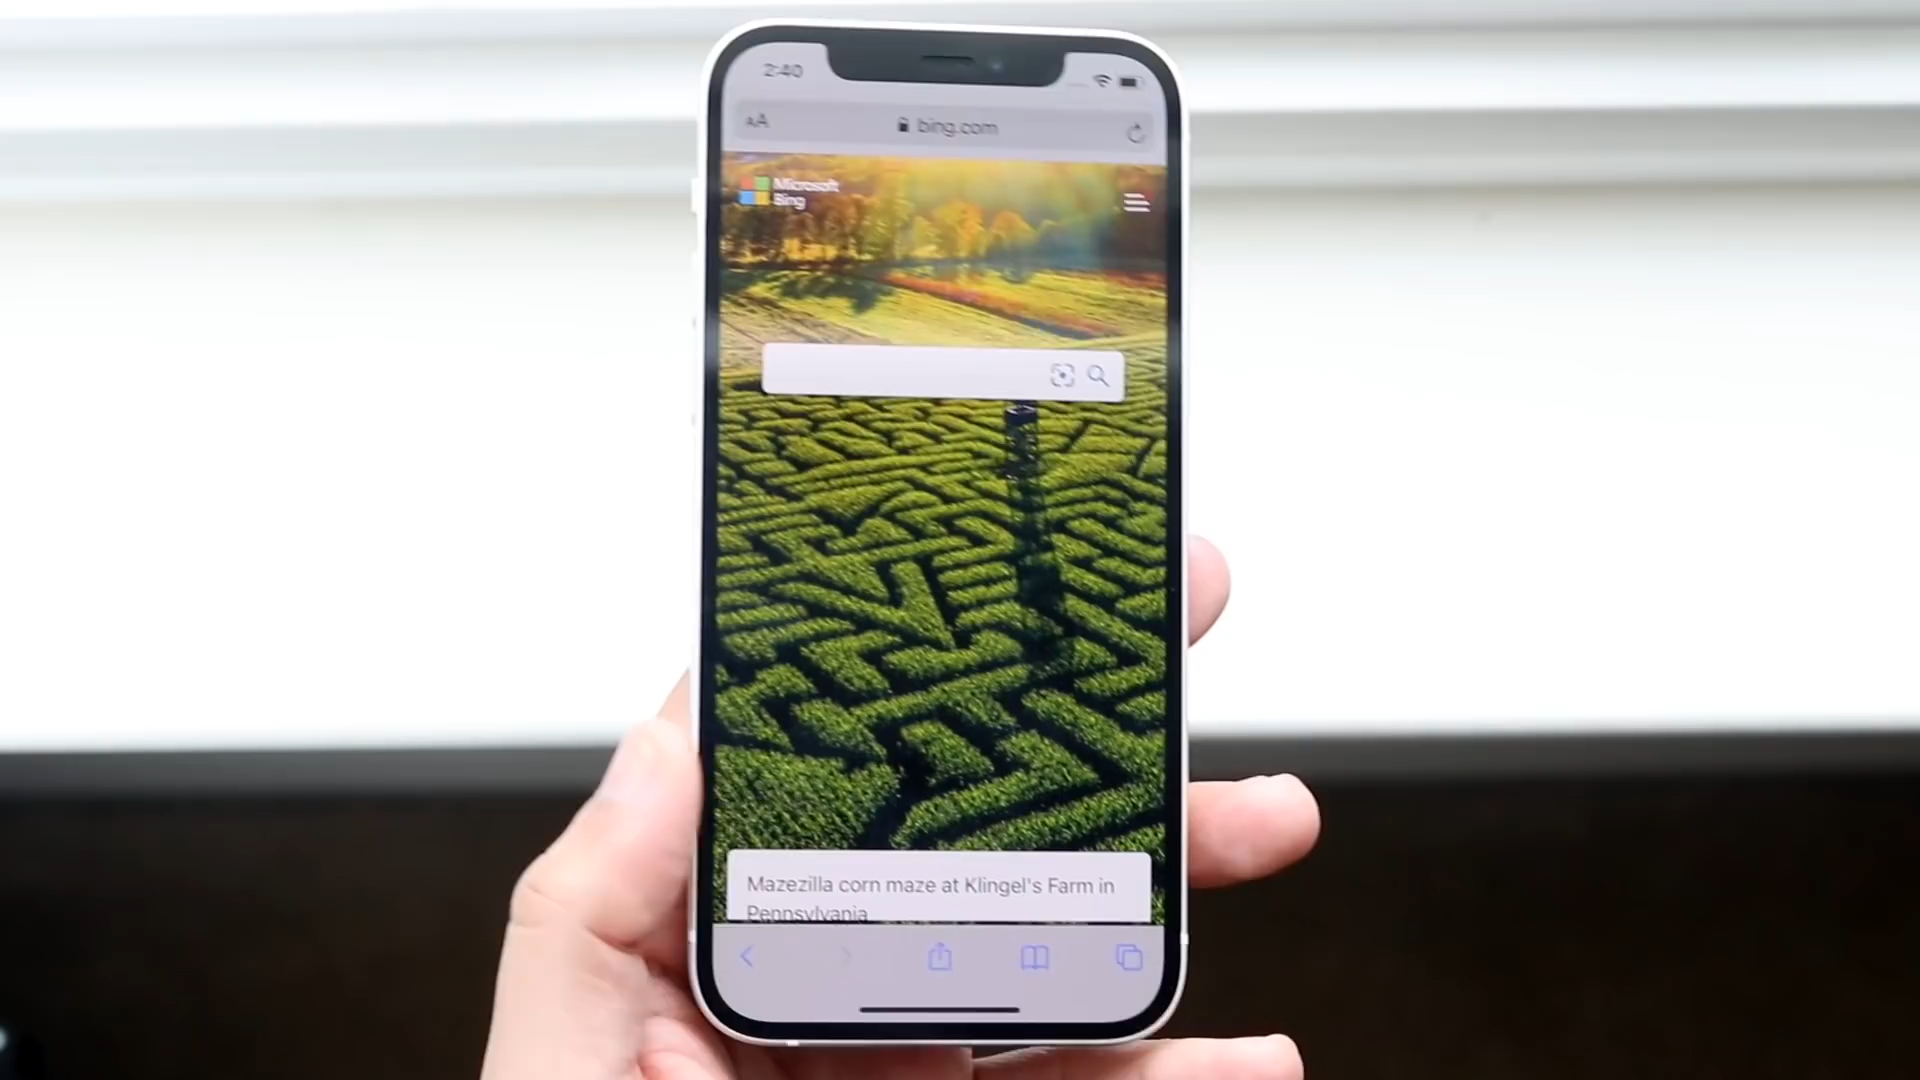 2:40
AA
bing.com
Microsoft
Bing
Mazezilla corn maze at Klingel's Farm in
Pennsylvania